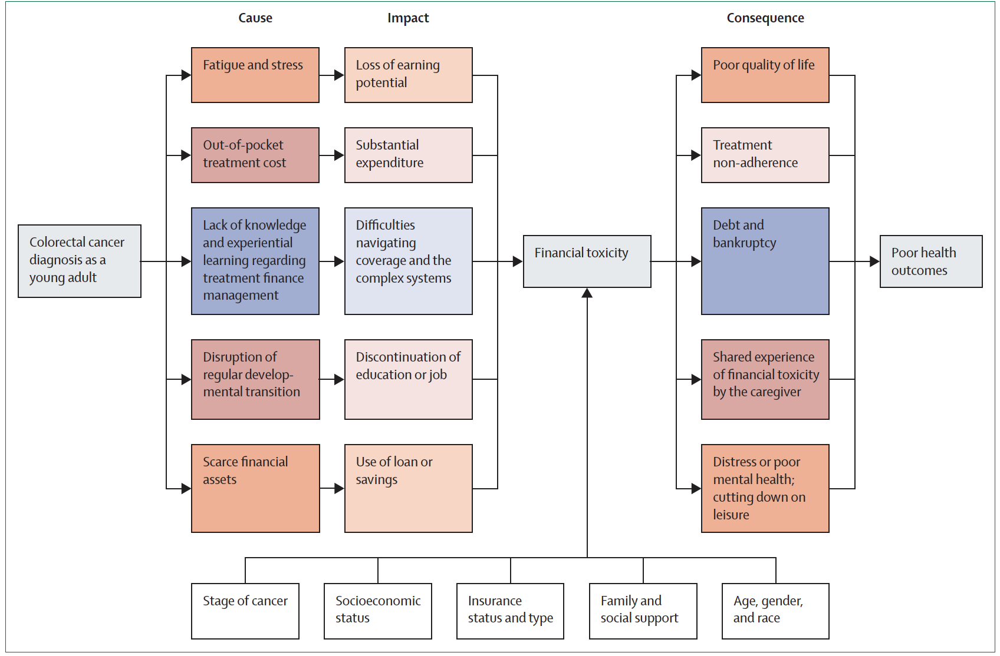 Cause
Impact
Consequence
Fatigue and stress
Loss of earning
potential
Poor quality of life
Out-of-pocket
treatment cost
Substantial
expenditure
Treatment
non-adherence
Colorectal cancer
diagnosis as a
young adult
Lack of knowledge
and experiential
learning regarding
treatment finance
management
Difficulties
navigating
coverage and the
complex systems
Financial toxicity
Debt and
bankruptcy
Poor health
outcomes
Disruption of
regular develop-
mental transition
Discontinuation of
education or job
Shared experience
of financial toxicity
by the caregiver
Scarce financial
assets
Use of loan or
savings
Distress or poor
mental health;
cutting down on
leisure
Stage of cancer
Socioeconomic
status
Insurance
status and type
Family and
social support
Age, gender,
and race